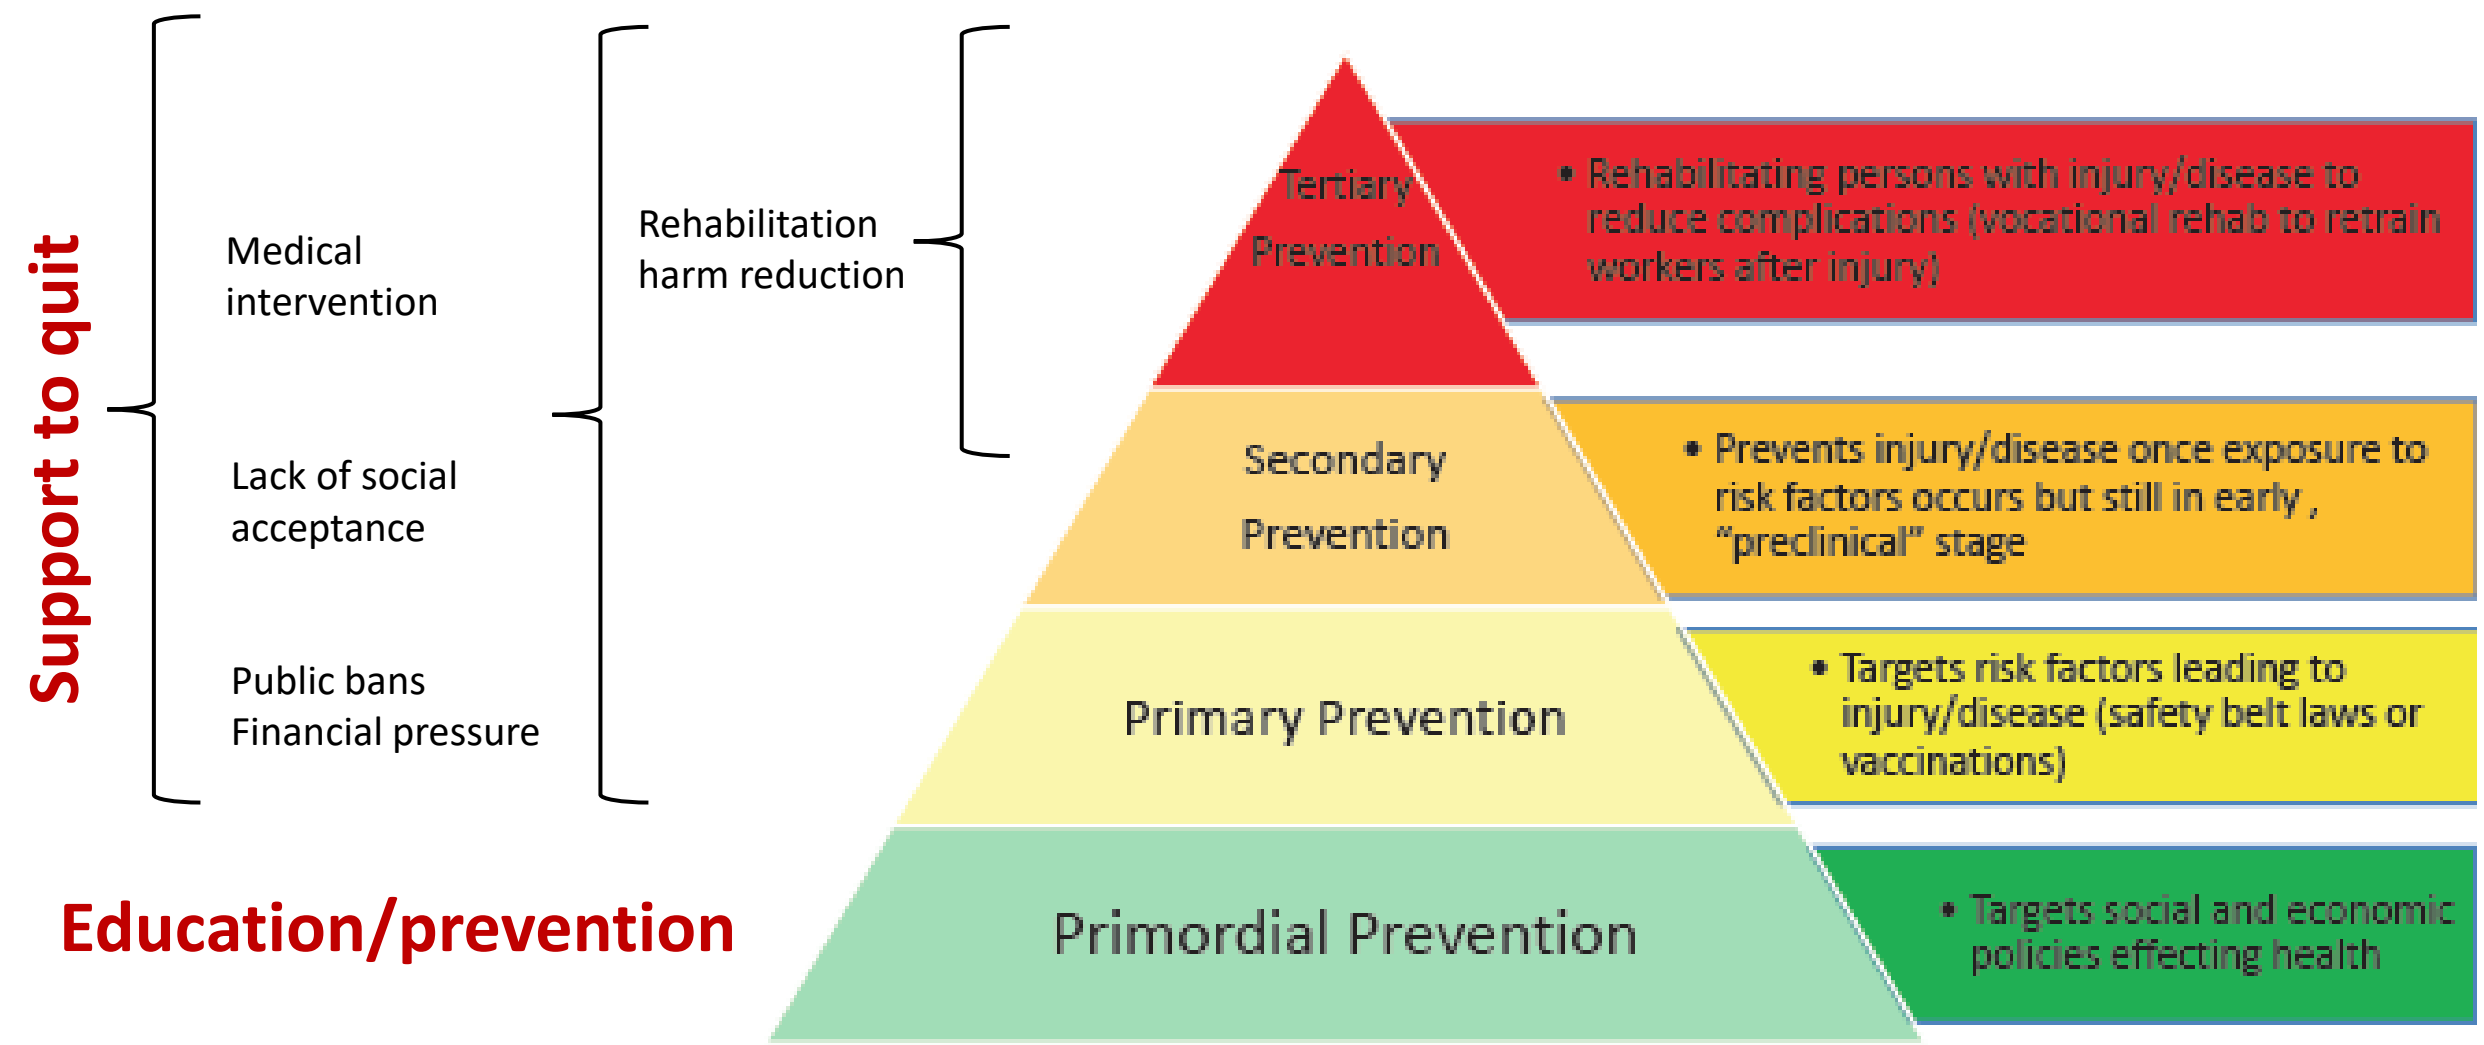 Support to quit
Medical
intervention
Lack of social
acceptance
Public bans
Financial pressure
Rehabilitation
harm reduction
Education/prevention
Tertiary
Prevention
• Rehabilitating persons with injury/disease to
reduce complications (vocational rehab to retrain
workers after injury)
Secondary
Prevention
• Prevents injury/disease once exposure to
risk factors occurs but still in early ,
“preclinical” stage
Primary Prevention
• Targets risk factors leading to
injury/disease (safety belt laws or
vaccinations)
Primordial Prevention
• Targets social and economic
policies effecting health